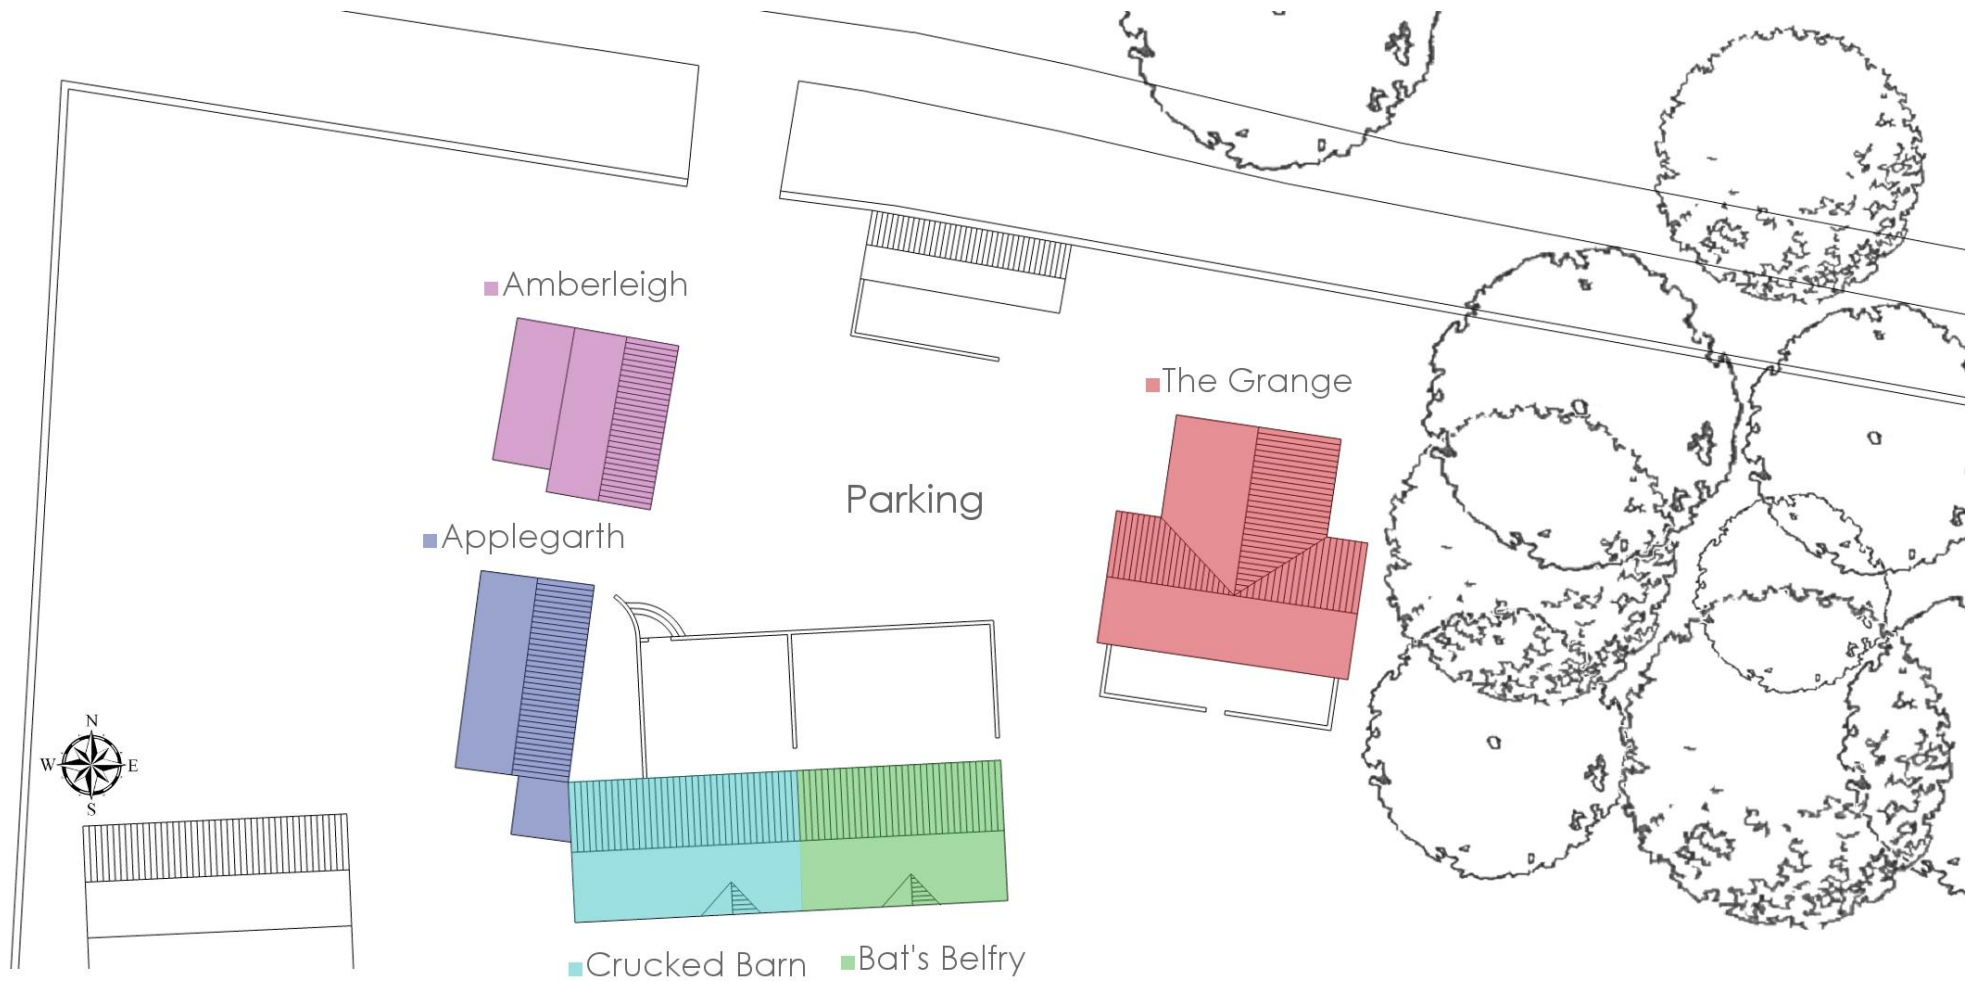 Amberleigh
The Grange
Parking
Applegarth
N
W E
S
Crucked Barn
Bat's Belfry